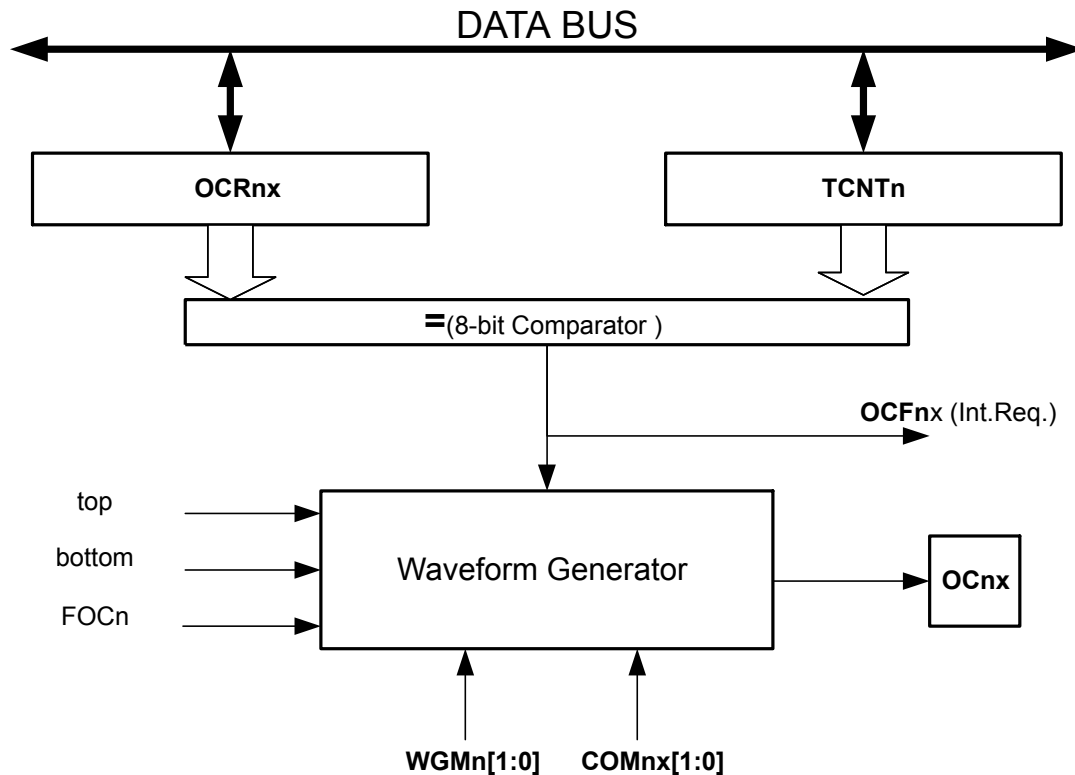 DATA BUS
OCRnx
TCNTn
=(8-bit Comparator )
OCFnx (Int.Req.)
top
bottom
FOCn
Waveform Generator
OCnx
WGMn[1:0]
COMnx[1:0]